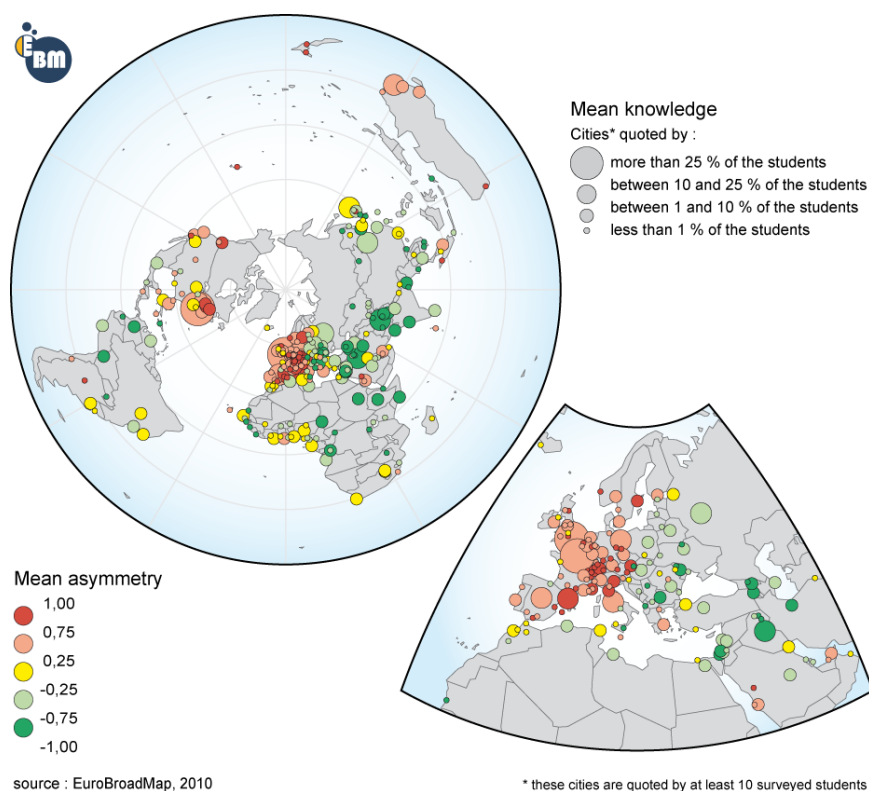 E
BM
Mean knowledge
Cities* quoted by :
more than 25 % of the students
between 10 and 25 % of the students
between 1 and 10 % of the students
less than 1 % of the students
Mean asymmetry
1,00
0,75
0,25
-0,25
-0,75
-1,00
source : EuroBroadMap, 2010
* these cities are quoted by at least 10 surveyed students